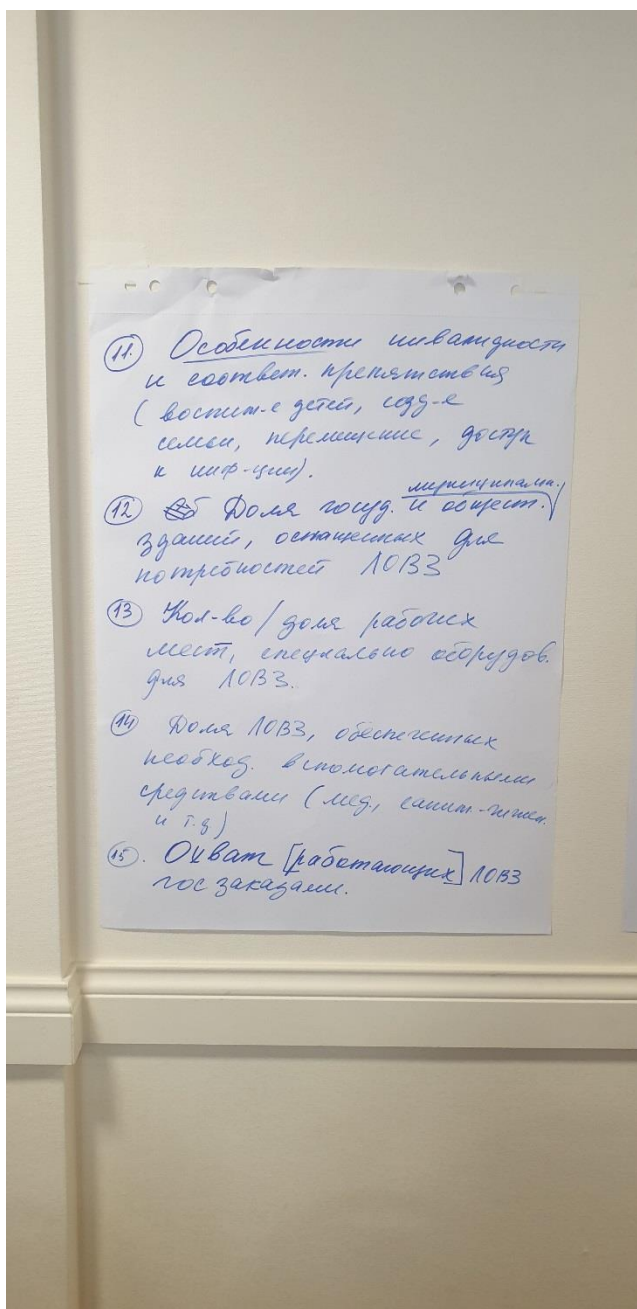 11. Особенности инвалидности
и соответ. препятствия
(воспит-е детей, созд-е
семьи, перемещение, доступ
к инф-ции).
муниципальн.
12 Доля госуд. и общест.
зданий, оснащенных для
потребностей ЛОВЗ
13 Кол-во / доля рабочих
мест, специально оборудов.
для ЛОВЗ.
14 Доля ЛОВЗ, обеспеченных
необход. вспомогательными
средствами (мед., санит.-гигиен.
и т.д)
15. Охват [работающих] ЛОВЗ
гос заказами.